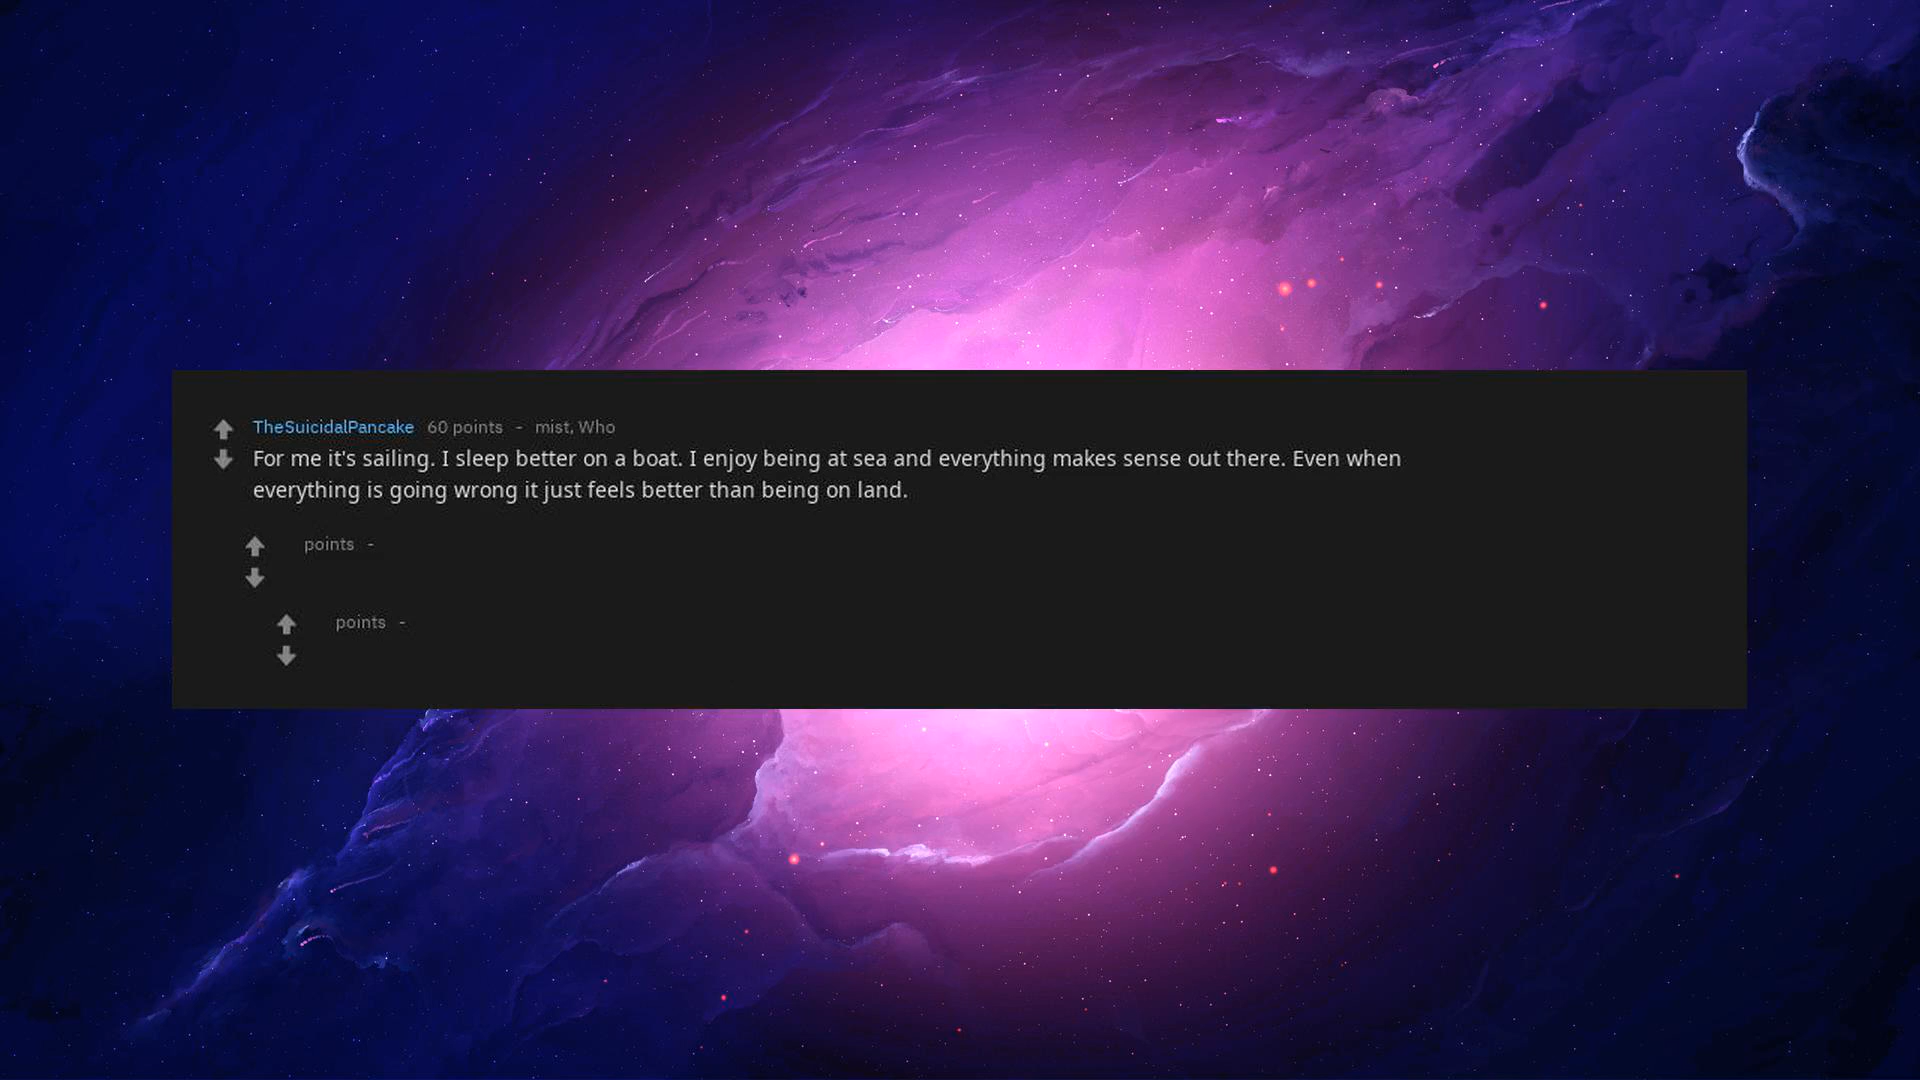 TheSuicidalPancake 60 points - mist, Who
For me it's sailing. I sleep better on a boat. I enjoy being at sea and everything makes sense out there. Even when
everything is going wrong it just feels better than being on land.
points -
points -